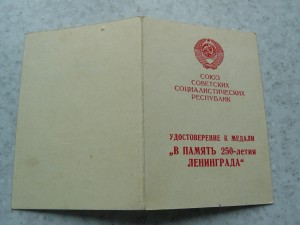 СОЮЗ
СОВЕТСКИХ
СОЦИАЛИСТИЧЕСКИХ
РЕСПУБЛИК
УДОСТОВЕРЕНИЕ К МЕДАЛИ
„В ПАМЯТЬ 250-летия
ЛЕНИНГРАДА“